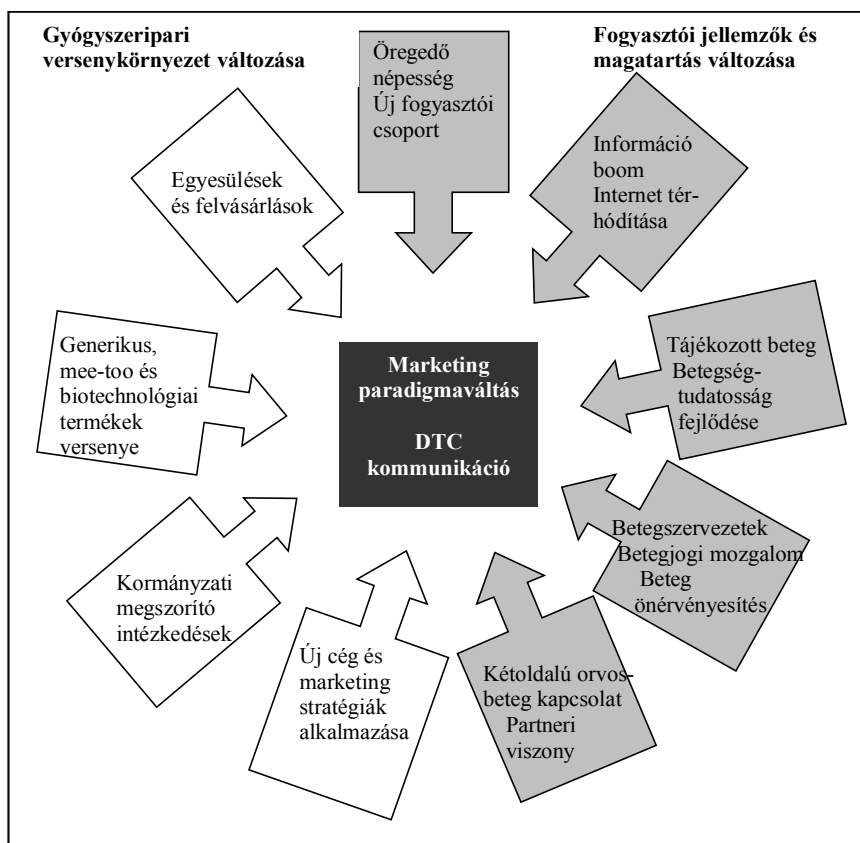 Gyógyszeripari
versenykörnyezet változása
Fogyasztói jellemzők és
magatartás változása
Öregedő
népesség
Új fogyasztói
csoport
Információ
boom
Internet tér-
hódítása
Egyesülések
és felvásárlások
Tájékozott beteg
Betegség-
tudatosság
fejlődése
Generikus,
mee-too és
biotechnológiai
termékek
versenye
Marketing
paradigmaváltás
DTC
kommunikáció
Betegszervezetek
Betegjogi mozgalom
Beteg
önérvényesítés
Kormányzati
megszorító
intézkedések
Új cég és
marketing
stratégiák
alkalmazása
Kétoldalú orvos-
beteg kapcsolat
Partneri
viszony